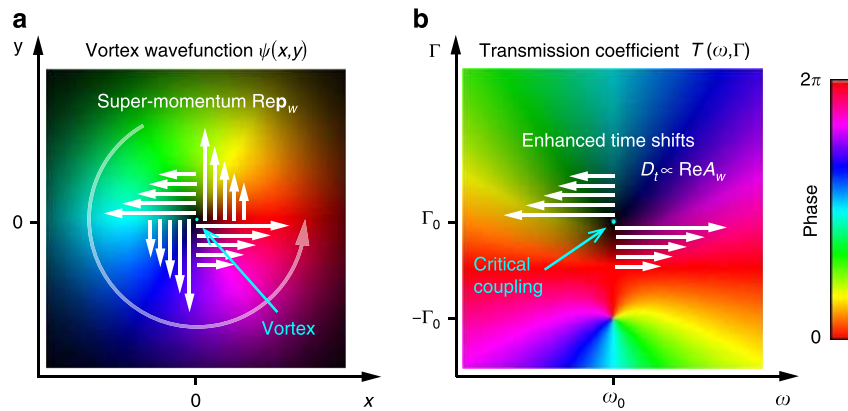 a
y
Vortex wavefunction ψ(x,y)
Super-momentum Rep_w
0
Vortex
0
x
b
Γ
Transmission coefficient T(ω,Γ)
Enhanced time shifts
D_t ∝ ReA_w
Γ_0
Critical
coupling
-Γ_0
ω_0
ω
2π
Phase
0